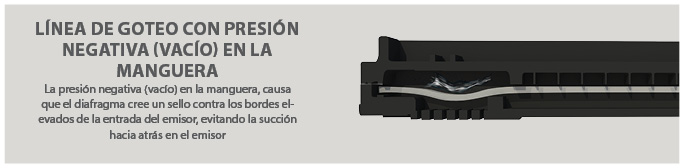 LÍNEA DE GOTEO CON PRESIÓN
NEGATIVA (VACÍO) EN LA
MANGUERA
La presión negativa (vacío) en la manguera, causa
que el diafragma cree un sello contra los bordes el-
evados de la entrada del emisor, evitando la succión
hacia atrás en el emisor